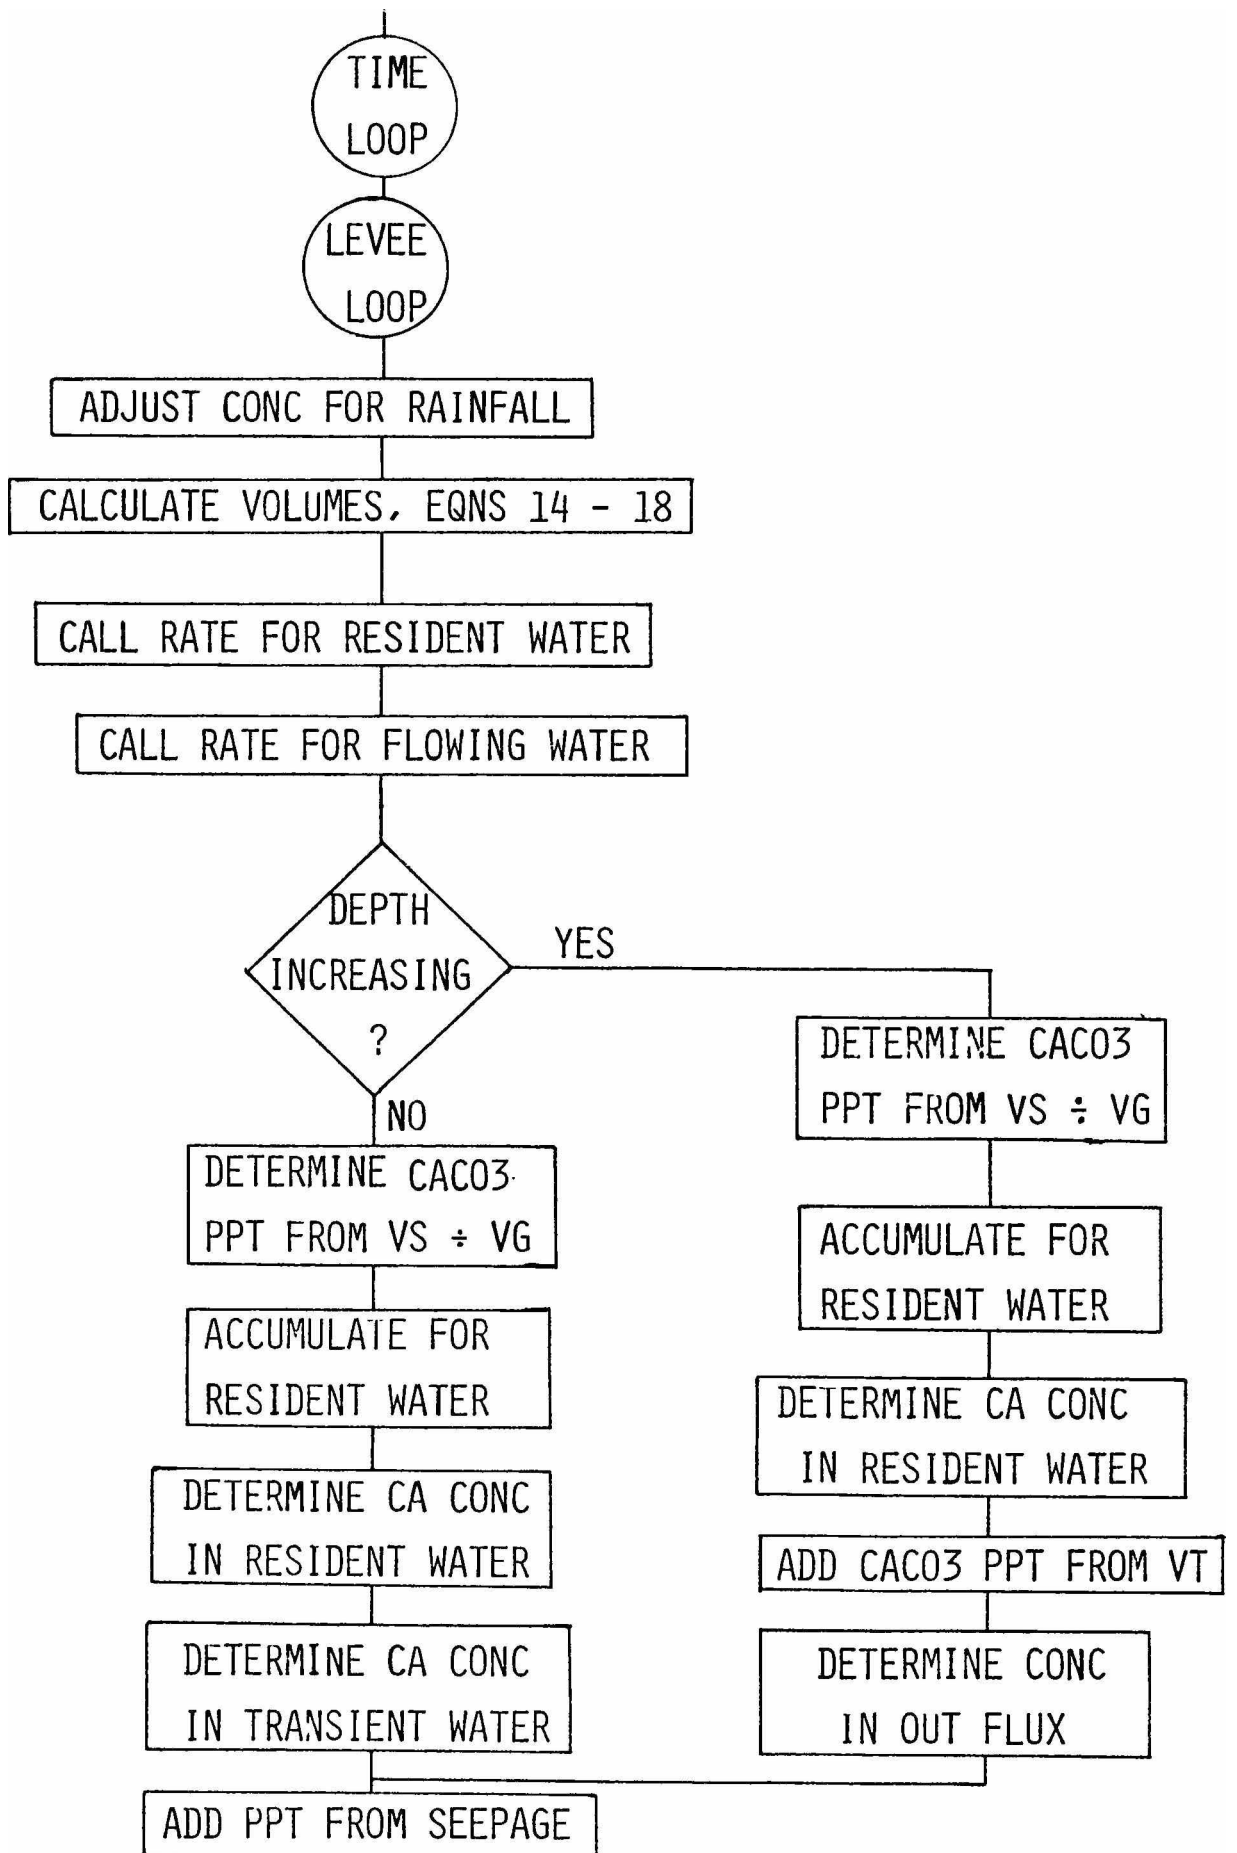 TIME
LOOP
LEVEE
LOOP
ADJUST CONC FOR RAINFALL
CALCULATE VOLUMES, EQNS 14 - 18
CALL RATE FOR RESIDENT WATER
CALL RATE FOR FLOWING WATER
DEPTH
INCREASING
?
YES
NO
DETERMINE CACO3
PPT FROM VS ÷ VG
ACCUMULATE FOR
RESIDENT WATER
DETERMINE CA CONC
IN RESIDENT WATER
DETERMINE CA CONC
IN TRANSIENT WATER
DETERMINE CACO3
PPT FROM VS ÷ VG
ACCUMULATE FOR
RESIDENT WATER
DETERMINE CA CONC
IN RESIDENT WATER
ADD CACO3 PPT FROM VT
DETERMINE CONC
IN OUT FLUX
ADD PPT FROM SEEPAGE